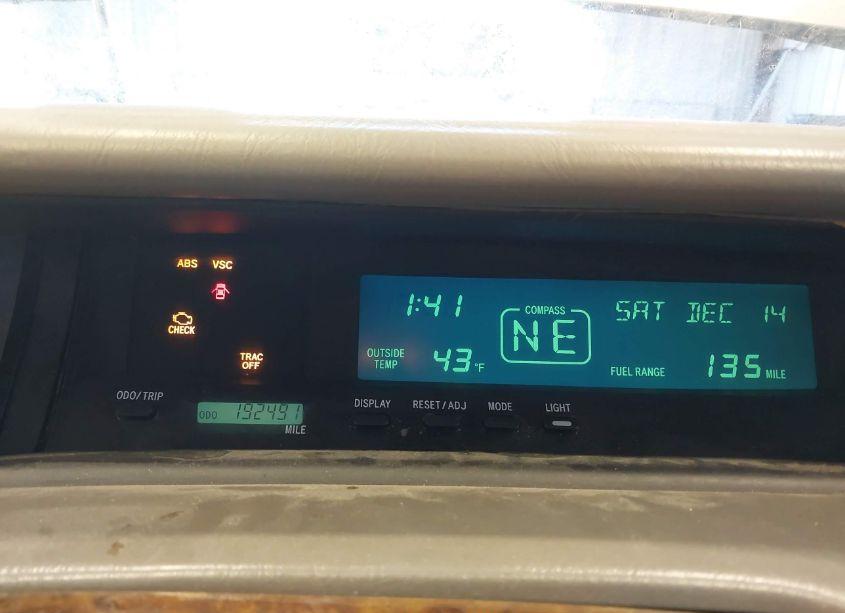 ABS VSC
CHECK
TRAC
OFF
ODO/TRIP
ODO 192491
MILE
1:41
COMPASS
NE
SAT DEC 14
OUTSIDE
TEMP 43°F
FUEL RANGE 135 MILE
DISPLAY RESET/ADJ MODE LIGHT